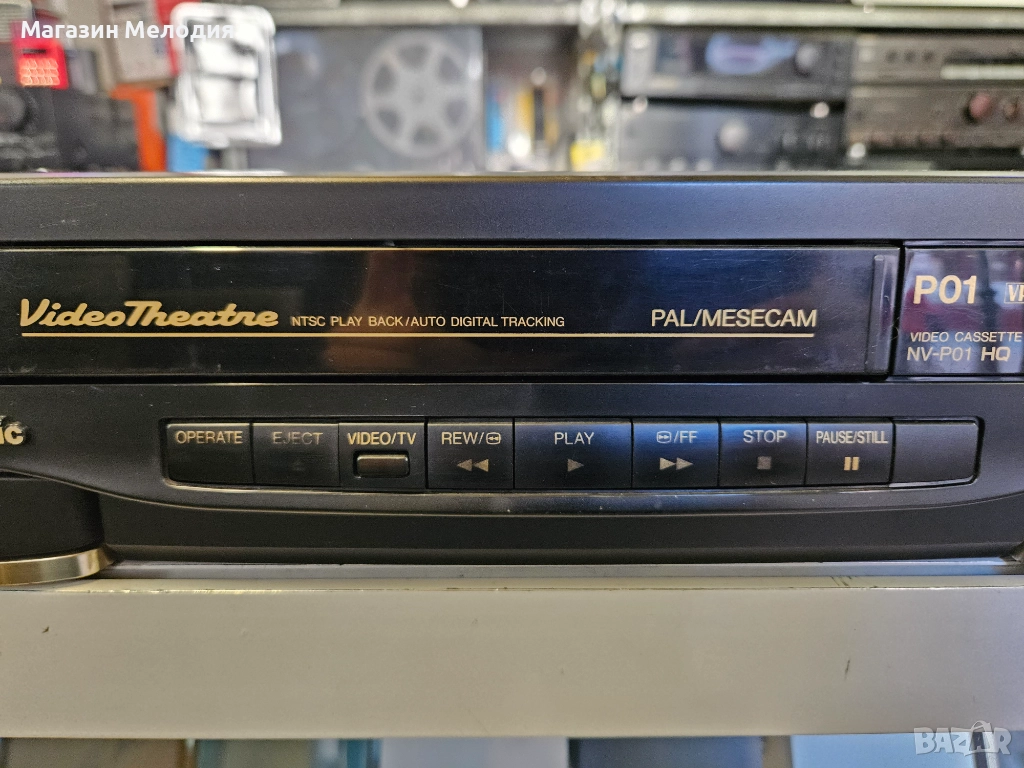 Магазин Мелодия
VideoTheatre NTSC PLAY BACK/AUTO DIGITAL TRACKING PAL/MESECAM
P01
VIDEO CASSETTE
NV-P01 HQ
OPERATE EJECT VIDEO/TV REW/ PLAY /FF STOP PAUSE/STILL
BAZAR